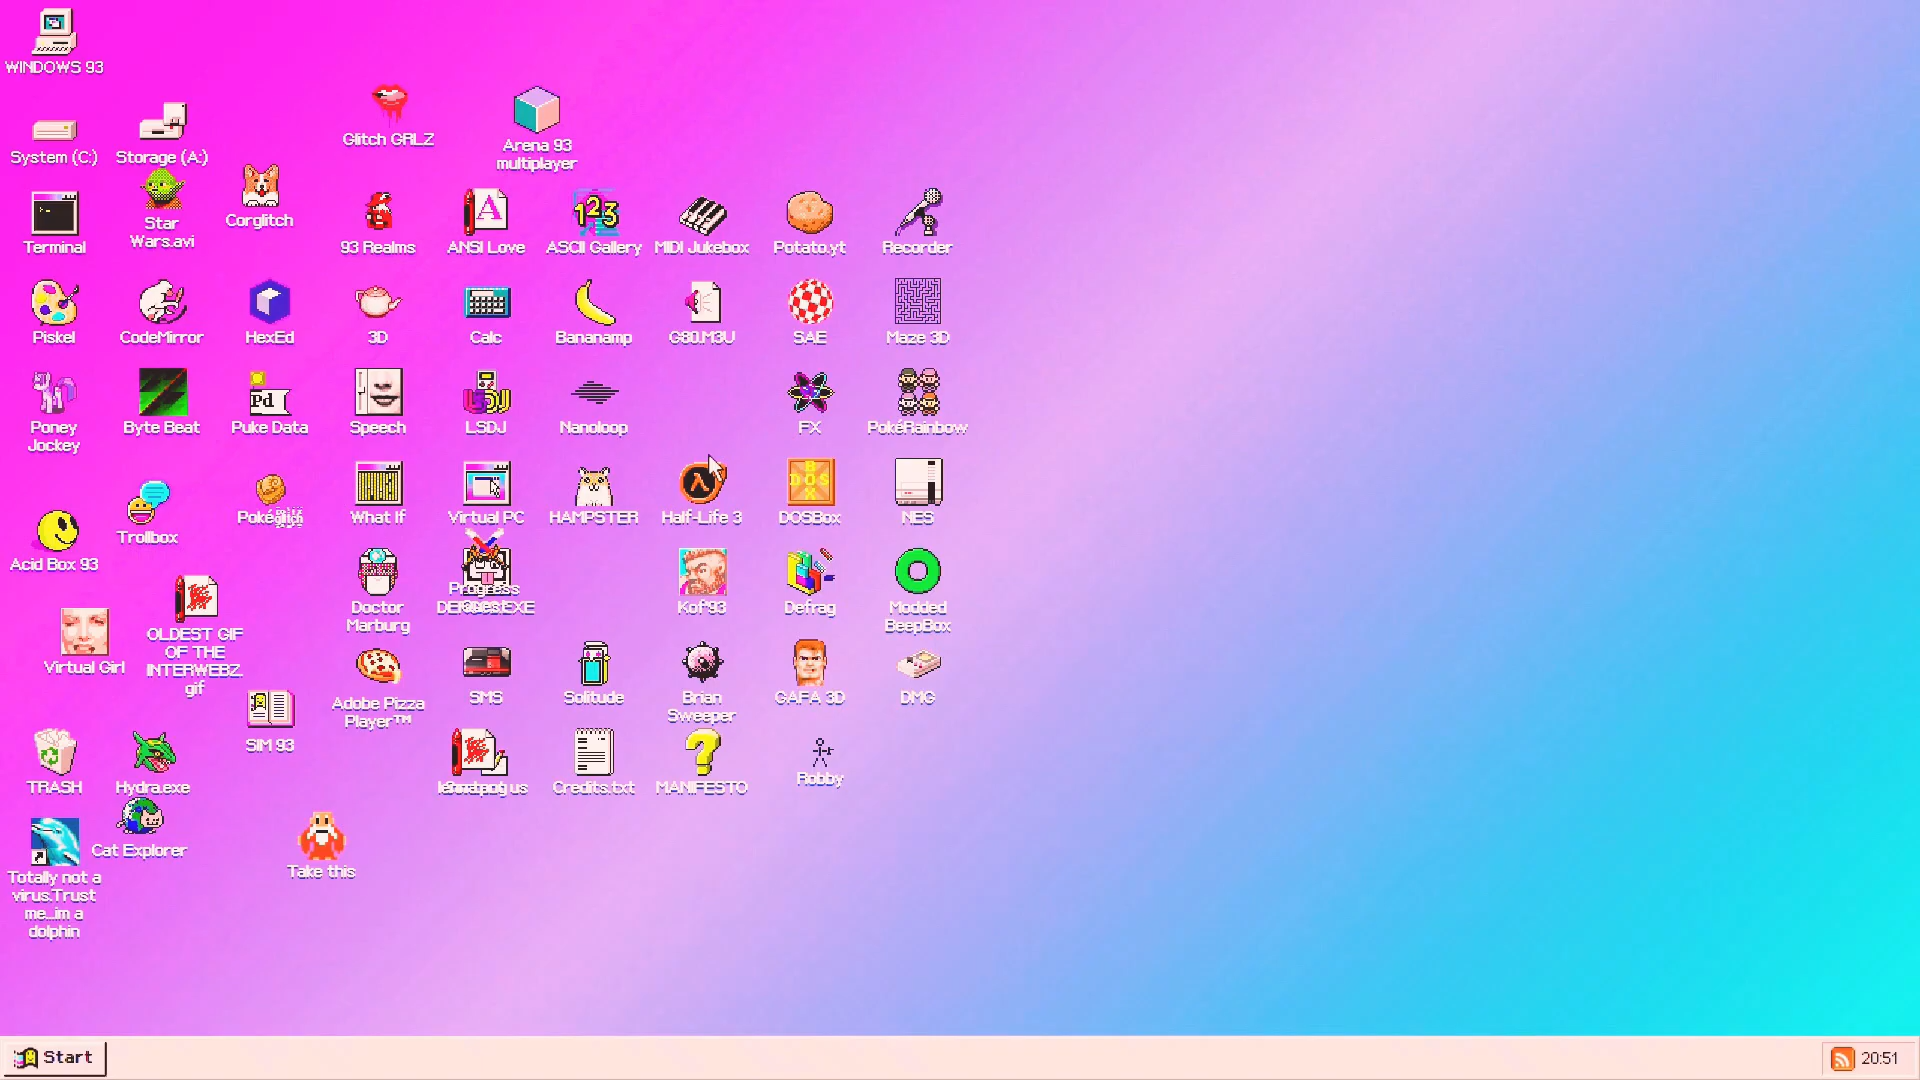 WINDOWS 93
Glitch GRLZ
Arena 93
multiplayer
System (C:)
Storage (A:)
Star
Wars.avi
Corglitch
Terminal
93 Realms
ANSI Love
ASCII Gallery
MIDI Jukebox
Potato.yt
Recorder
Piskel
CodeMirror
HexEd
3D
Calc
Bananamp
G80.M3U
SAE
Maze 3D
Pd
Poney
Jockey
Byte Beat
Puke Data
Speech
LSDJ
Nanoloop
FX
PokéRainbow
Acid Box 93
Trollbox
What If
Virtual PC
HAMPSTER
Half-Life 3
DOSBox
NES
Virtual Girl
OLDEST GIF
OF THE
INTERWEBZ.
gif
Doctor
Marburg
Progress
Kof'93
Defrag
Modded
BeepBox
SIM 93
Adobe Pizza
Player™
SMS
Solitude
Brian
Sweeper
GAFA 3D
DMG
TRASH
Hydra.exe
Credits.txt
MANIFESTO
Robby
Cat Explorer
Take this
Totally not a
virus.Trust
me...im a
dolphin
Start
20:51